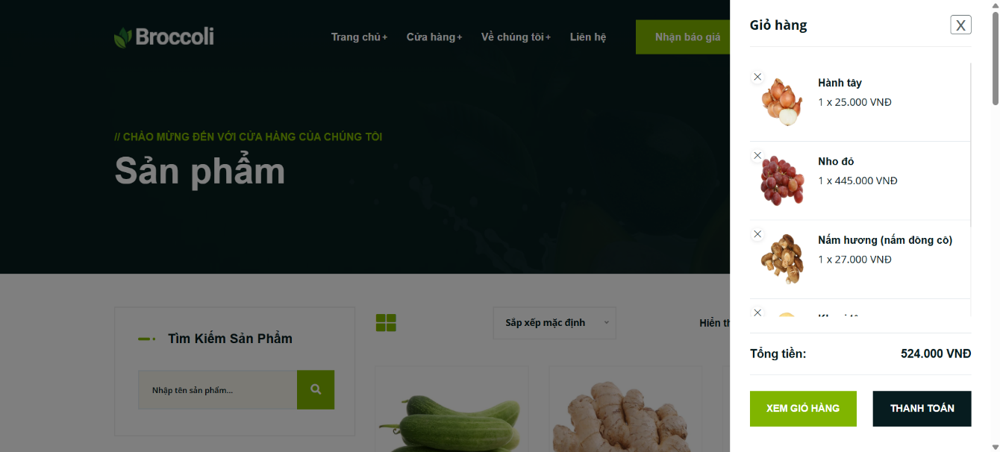 Broccoli
Trang chủ+
Cửa hàng+
Về chúng tôi+
Liên hệ
Nhận báo giá
// CHÀO MỪNG ĐẾN VỚI CỬA HÀNG CỦA CHÚNG TÔI
Sản phẩm
Tìm Kiếm Sản Phẩm
Nhập tên sản phẩm...
Sắp xếp mặc định
Hiển
Giỏ hàng
X
Hành tây
1 x 25.000 VNĐ
Nho đỏ
1 x 445.000 VNĐ
Nấm hương (nấm đông cô)
1 x 27.000 VNĐ
Tổng tiền:
524.000 VNĐ
XEM GIỎ HÀNG
THANH TOÁN